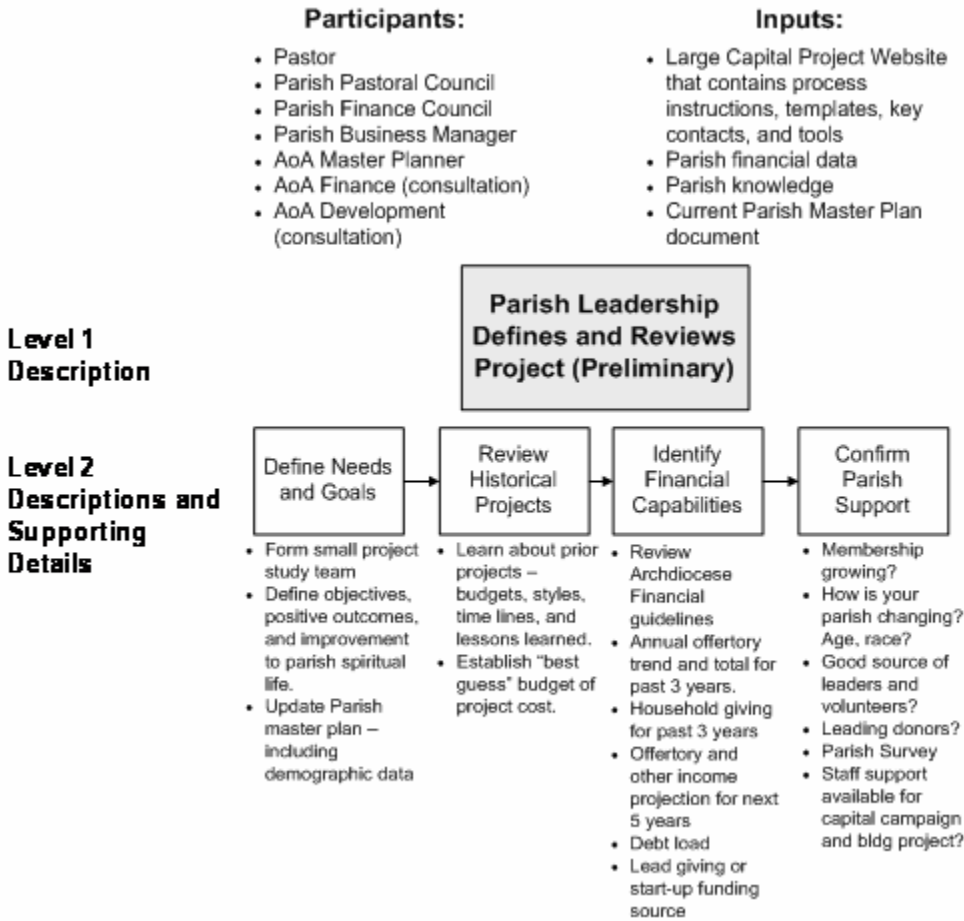 Participants:
• Pastor
• Parish Pastoral Council
• Parish Finance Council
• Parish Business Manager
• AoA Master Planner
• AoA Finance (consultation)
• AoA Development
(consultation)
Inputs:
• Large Capital Project Website
that contains process
instructions, templates, key
contacts, and tools
• Parish financial data
• Parish knowledge
• Current Parish Master Plan
document
Level 1
Description
Parish Leadership
Defines and Reviews
Project (Preliminary)
Level 2
Descriptions and
Supporting
Details
Define Needs
and Goals
• Form small project
study team
• Define objectives,
positive outcomes,
and improvement
to parish spiritual
life.
• Update Parish
master plan –
including
demographic data
Review
Historical
Projects
• Learn about prior
projects –
budgets, styles,
time lines, and
lessons learned.
• Establish “best
guess” budget of
project cost.
Identify
Financial
Capabilities
• Review
Archdiocese
Financial
guidelines
• Annual offertory
trend and total for
past 3 years.
• Household giving
for past 3 years
• Offertory and
other income
projection for next
5 years
• Debt load
• Lead giving or
start-up funding
source
Confirm
Parish
Support
• Membership
growing?
• How is your
parish changing?
Age, race?
• Good source of
leaders and
volunteers?
• Leading donors?
• Parish Survey
• Staff support
available for
capital campaign
and bldg project?